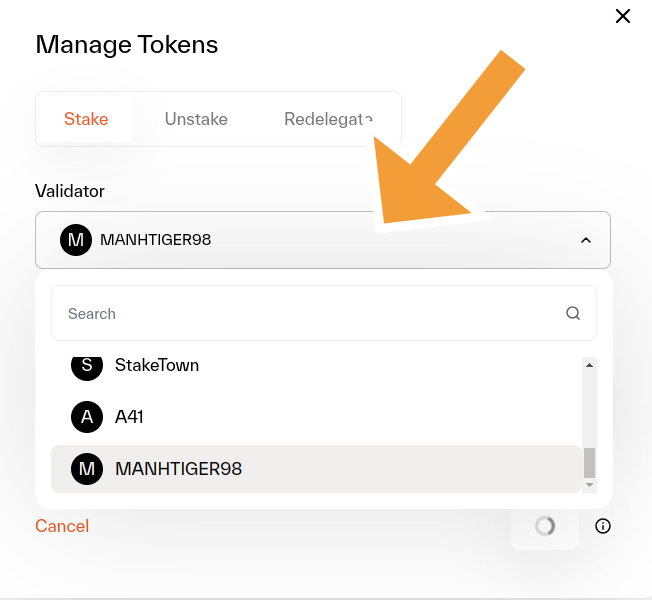 Manage Tokens
Stake Unstake Redelegate
Validator
M MANHTIGER98
Search
S StakeTown
A A41
M MANHTIGER98
Cancel